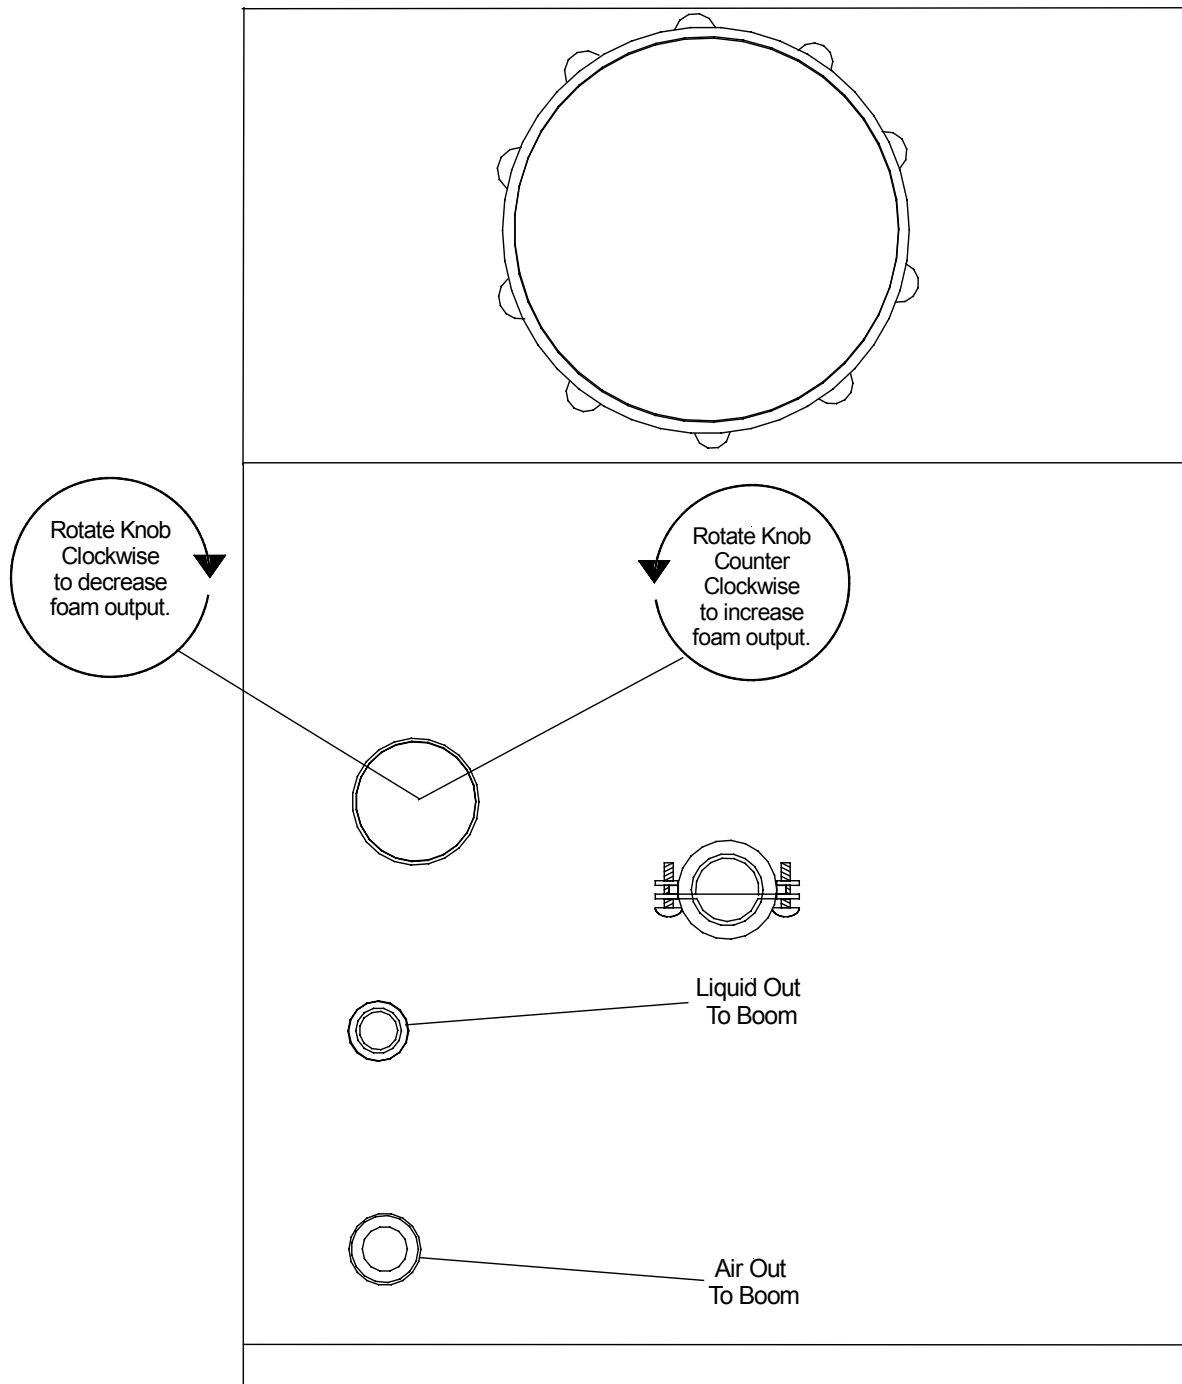 Rotate Knob
Clockwise
to decrease
foam output.
Rotate Knob
Counter
Clockwise
to increase
foam output.
Liquid Out
To Boom
Air Out
To Boom